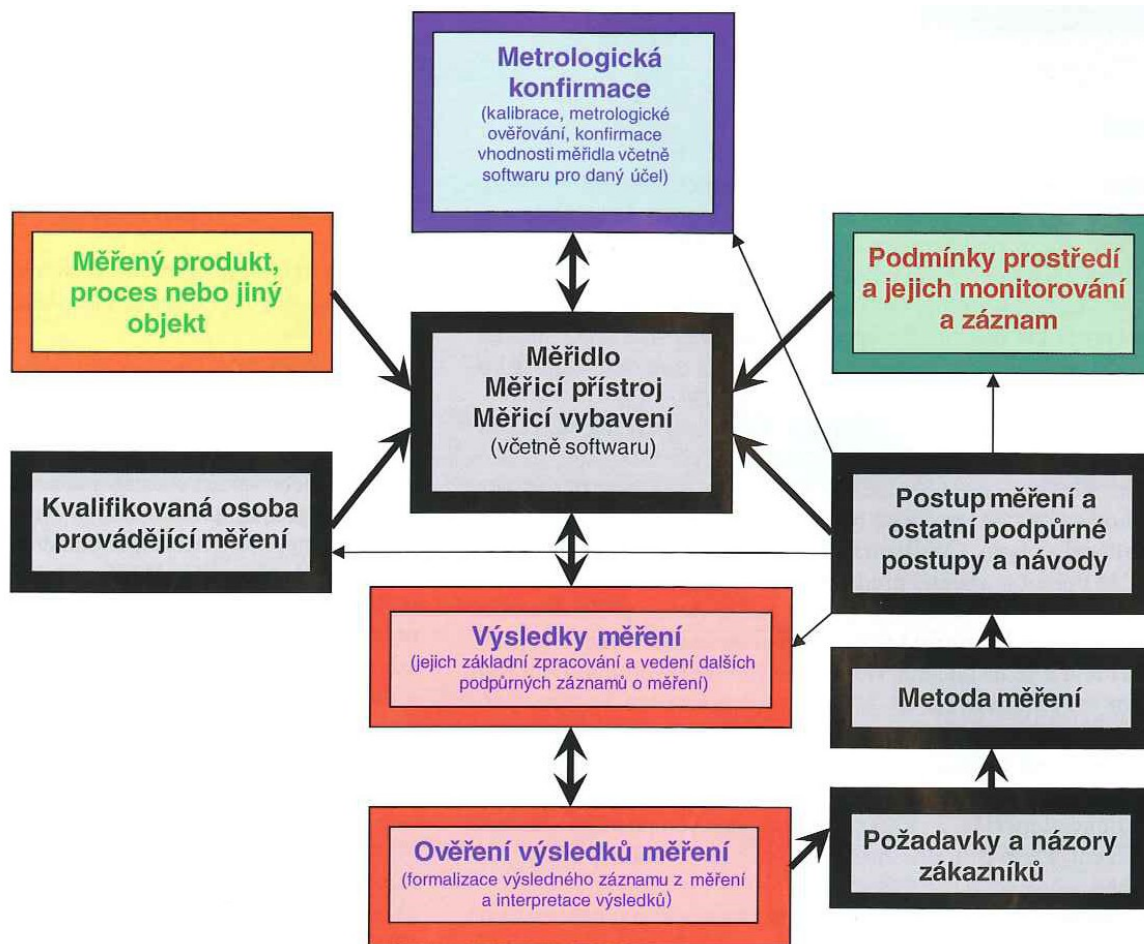 Metrologická
konfirmace
(kalibrace, metrologické
ověřování, konfirmace
vhodnosti měřidla včetně
softwaru pro daný účel)
Měřený produkt,
proces nebo jiný
objekt
Podmínky prostředí
a jejich monitorování
a záznam
Měřidlo
Měřicí přístroj
Měřicí vybavení
(včetně softwaru)
Kvalifikovaná osoba
provádějící měření
Postup měření a
ostatní podpůrné
postupy a návody
Výsledky měření
(jejich základní zpracování a vedení dalších
podpůrných záznamů o měření)
Metoda měření
Ověření výsledků měření
(formalizace výsledného záznamu z měření
a interpretace výsledků)
Požadavky a názory
zákazníků